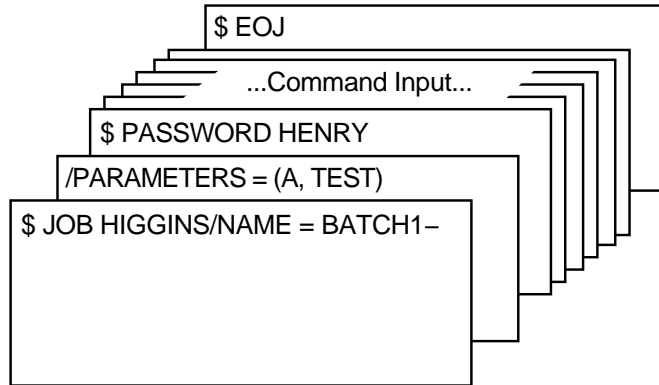 $ EOJ
...Command Input...
$ PASSWORD HENRY
/PARAMETERS = (A, TEST)
$ JOB HIGGINS/NAME = BATCH1–